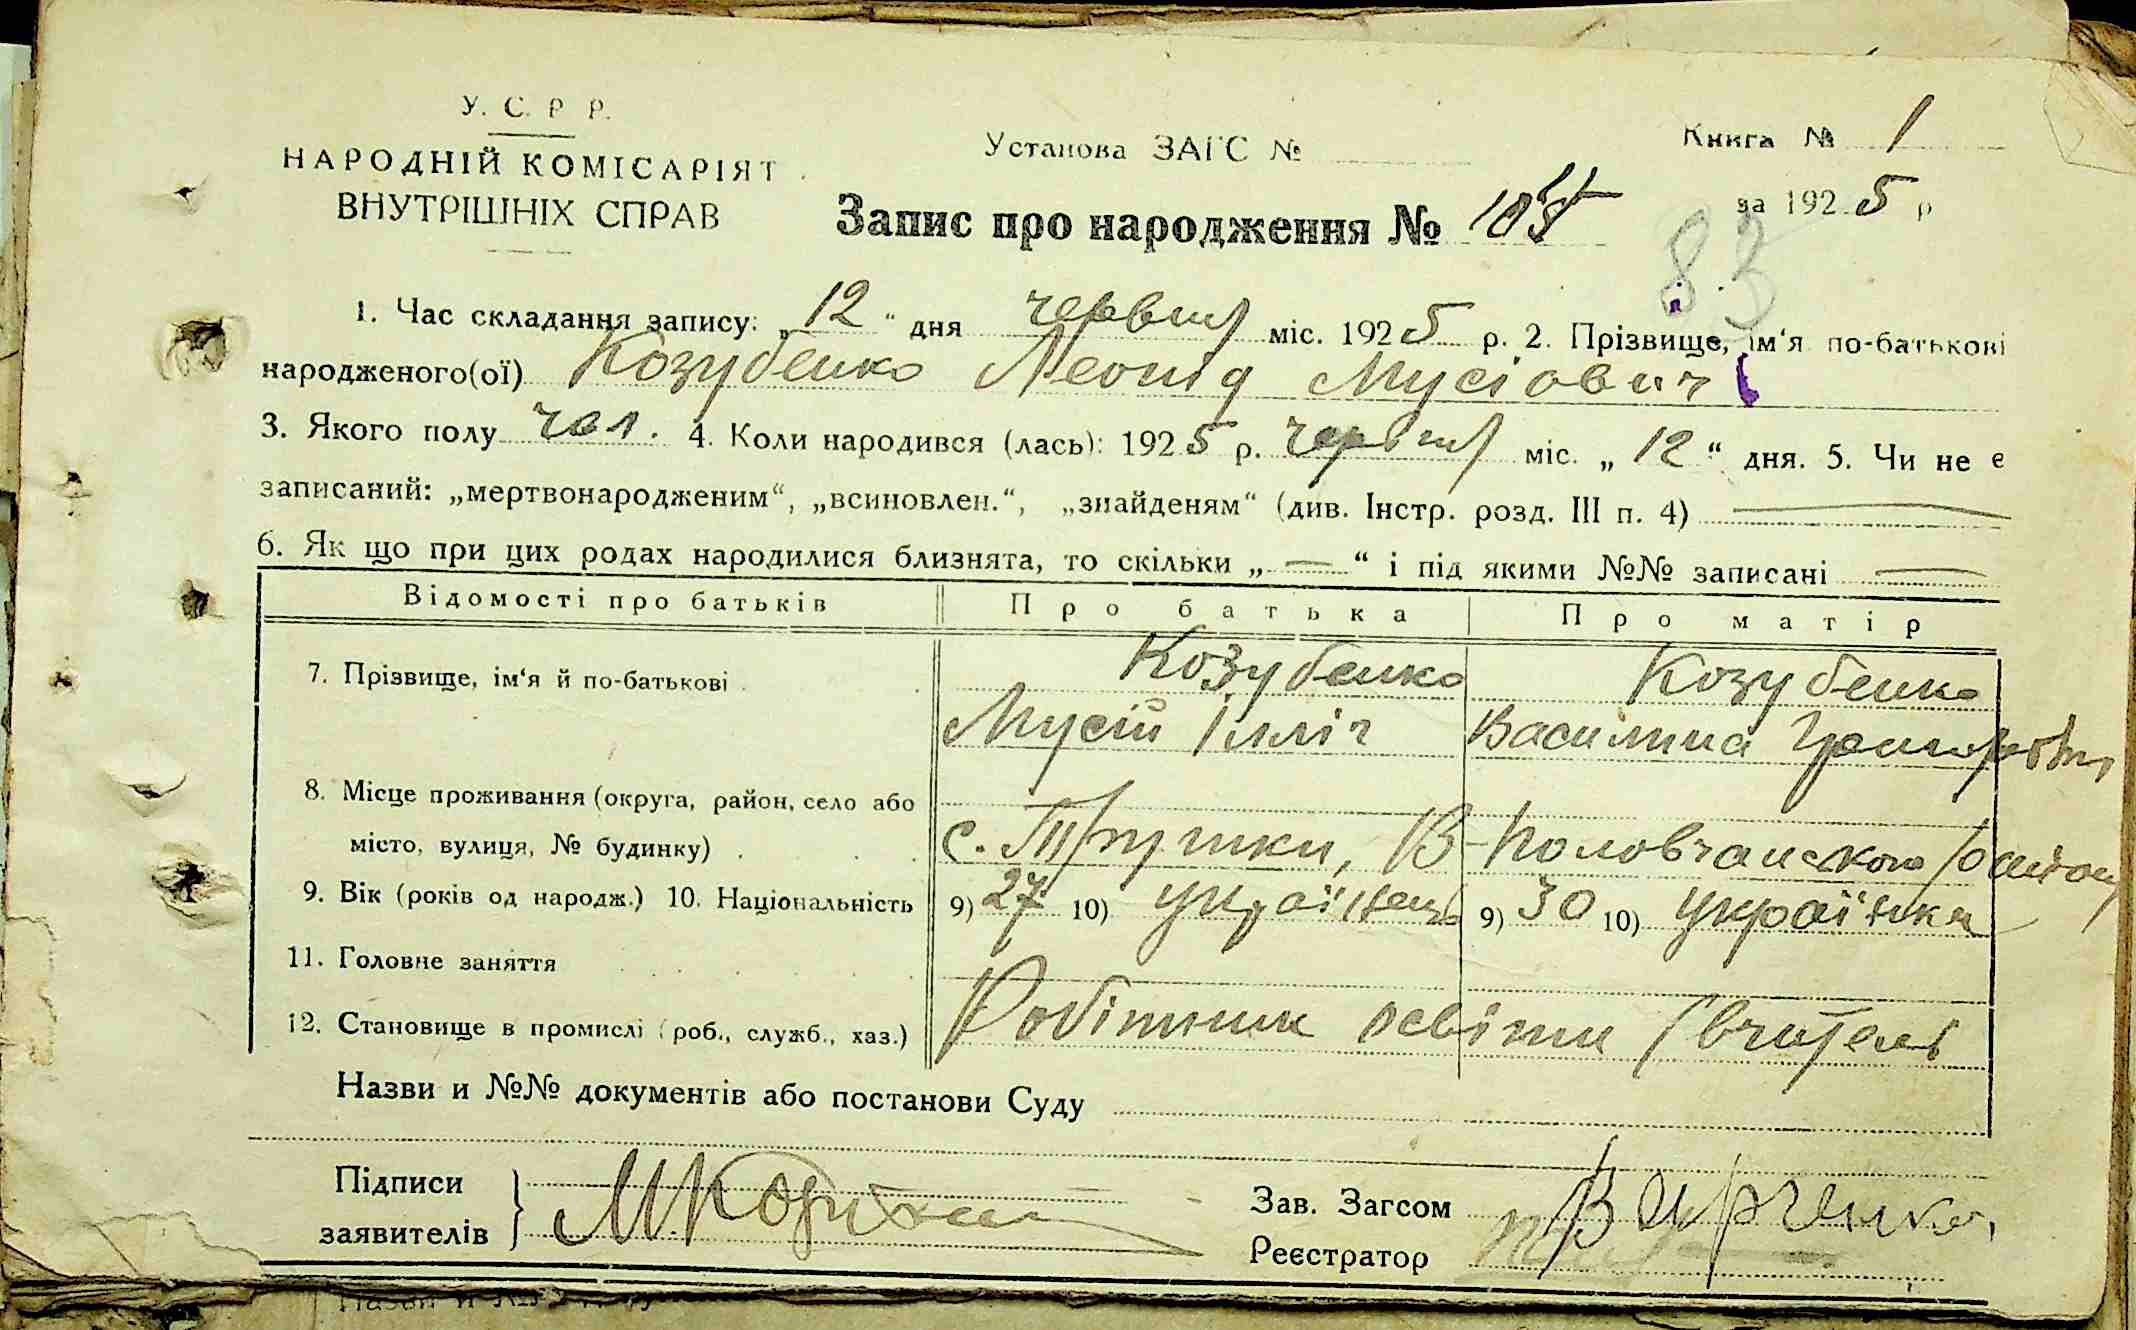 У. С. Р. Р.
НАРОДНІЙ КОМІСАРІЯТ
ВНУТРІШНІХ СПРАВ
Установа ЗАГС №
Книга № 1
за 1925 р
Запис про народження №
83
1. Час складання запису: „12“ дня червня міс. 1925 р. 2. Прізвище, ім‘я по-батькові
народженого(ої) Козубенко Леонід Мусіович
3. Якого полу чол. 4. Коли народився (лась): 1925 р. червня міс. „12“ дня. 5. Чи не є
записаний: „мертвонародженим“, „всиновлен.“, „знайденям“ (див. Інстр. розд. III п. 4) —
6. Як що при цих родах народилися близнята, то скільки „—“ і під якими №№ записані —
Відомості про батьків Про батька Про матір
7. Прізвище, ім‘я й по-батькові Козубенко Козубенко
Мусій Ілліч Василина
8. Місце проживання (округа, район, село або
місто, вулиця, № будинку) с. Трушки, В-Половчанського району
9. Вік (років од народж.) 10. Національність 9) 27 10) Українець 9) 30 10) Українка
11. Головне заняття
12. Становище в промислі (роб., служб., хаз.) Робітник освіти (вчитель
Назви и №№ документів або постанови Суду
Підписи
заявителів
Зав. Загсом
Реєстратор